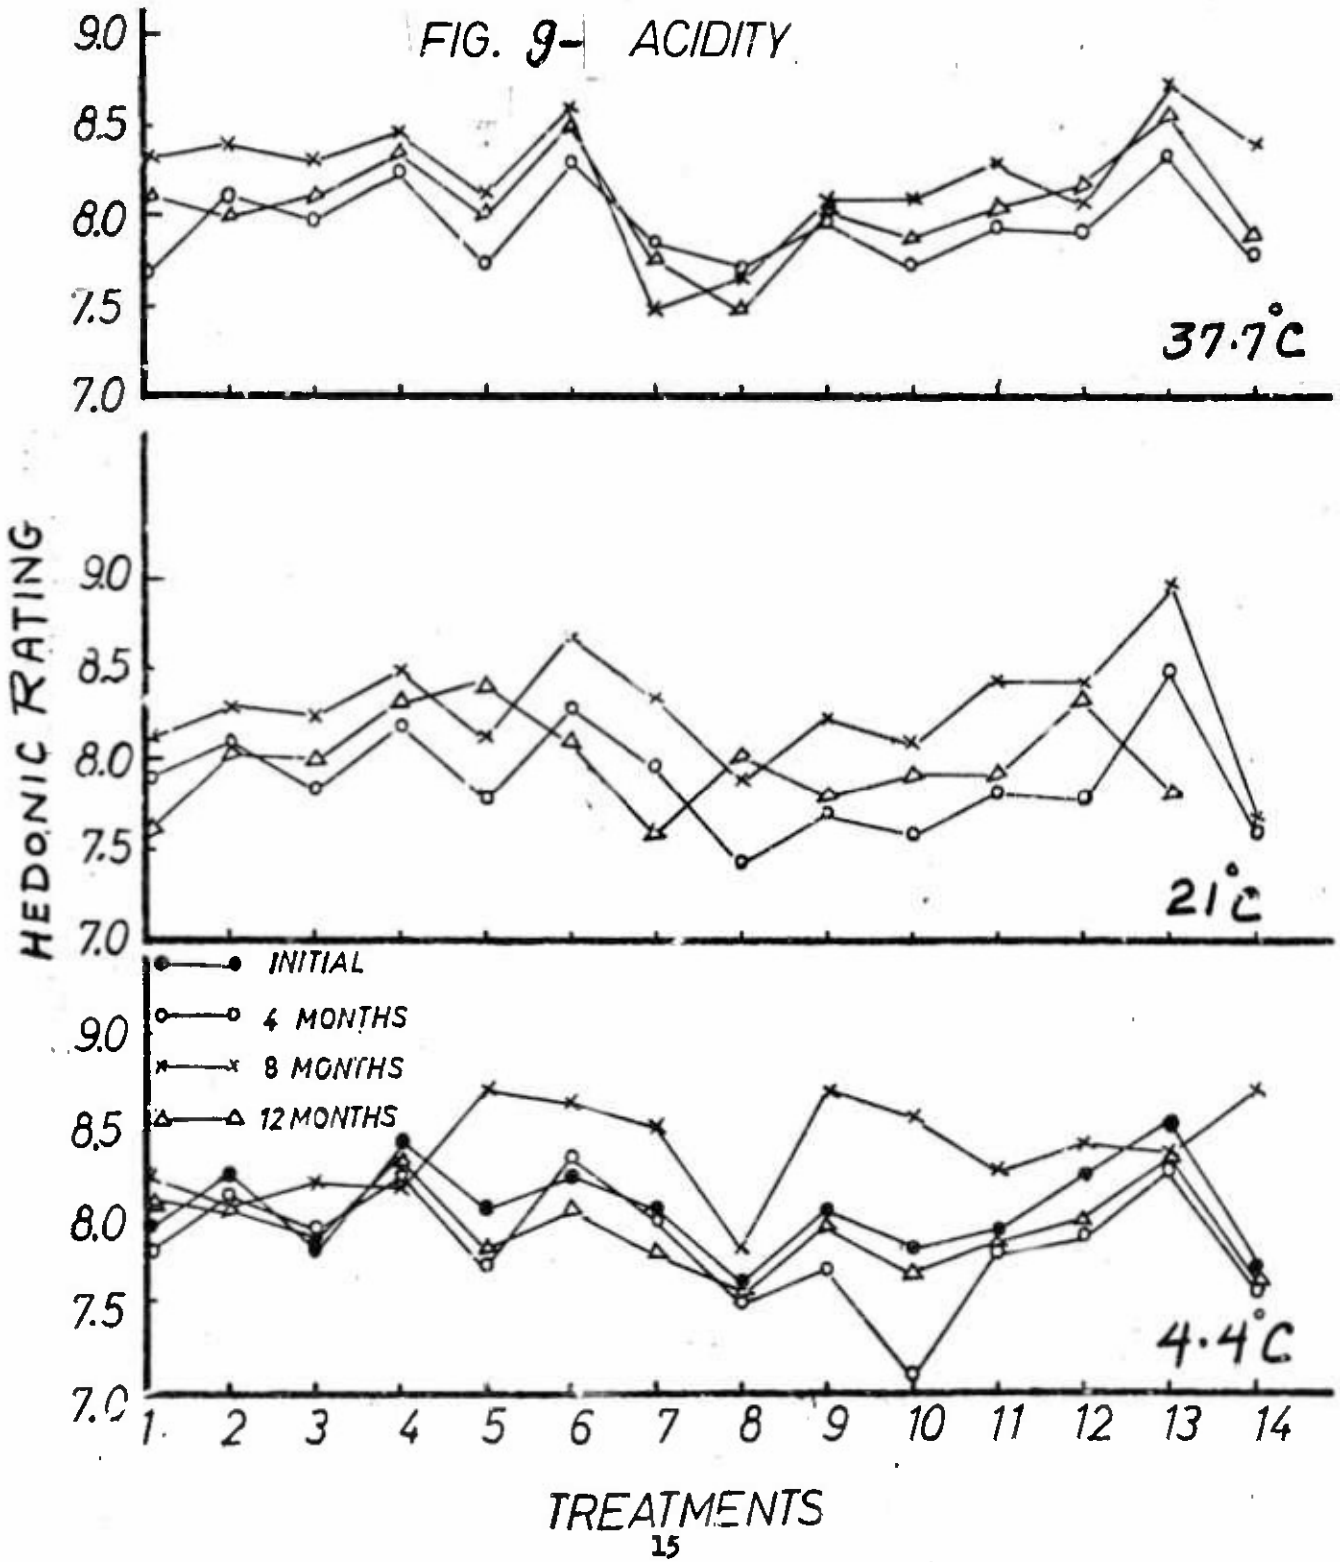 FIG. 9- ACIDITY
9.0
8.5
8.0
7.5
7.0
37.7°C
HEDONIC RATING
9.0
8.5
8.0
7.5
7.0
21°C
INITIAL
4 MONTHS
8 MONTHS
12 MONTHS
9.0
8.5
8.0
7.5
7.0
4.4°C
1 2 3 4 5 6 7 8 9 10 11 12 13 14
TREATMENTS
15